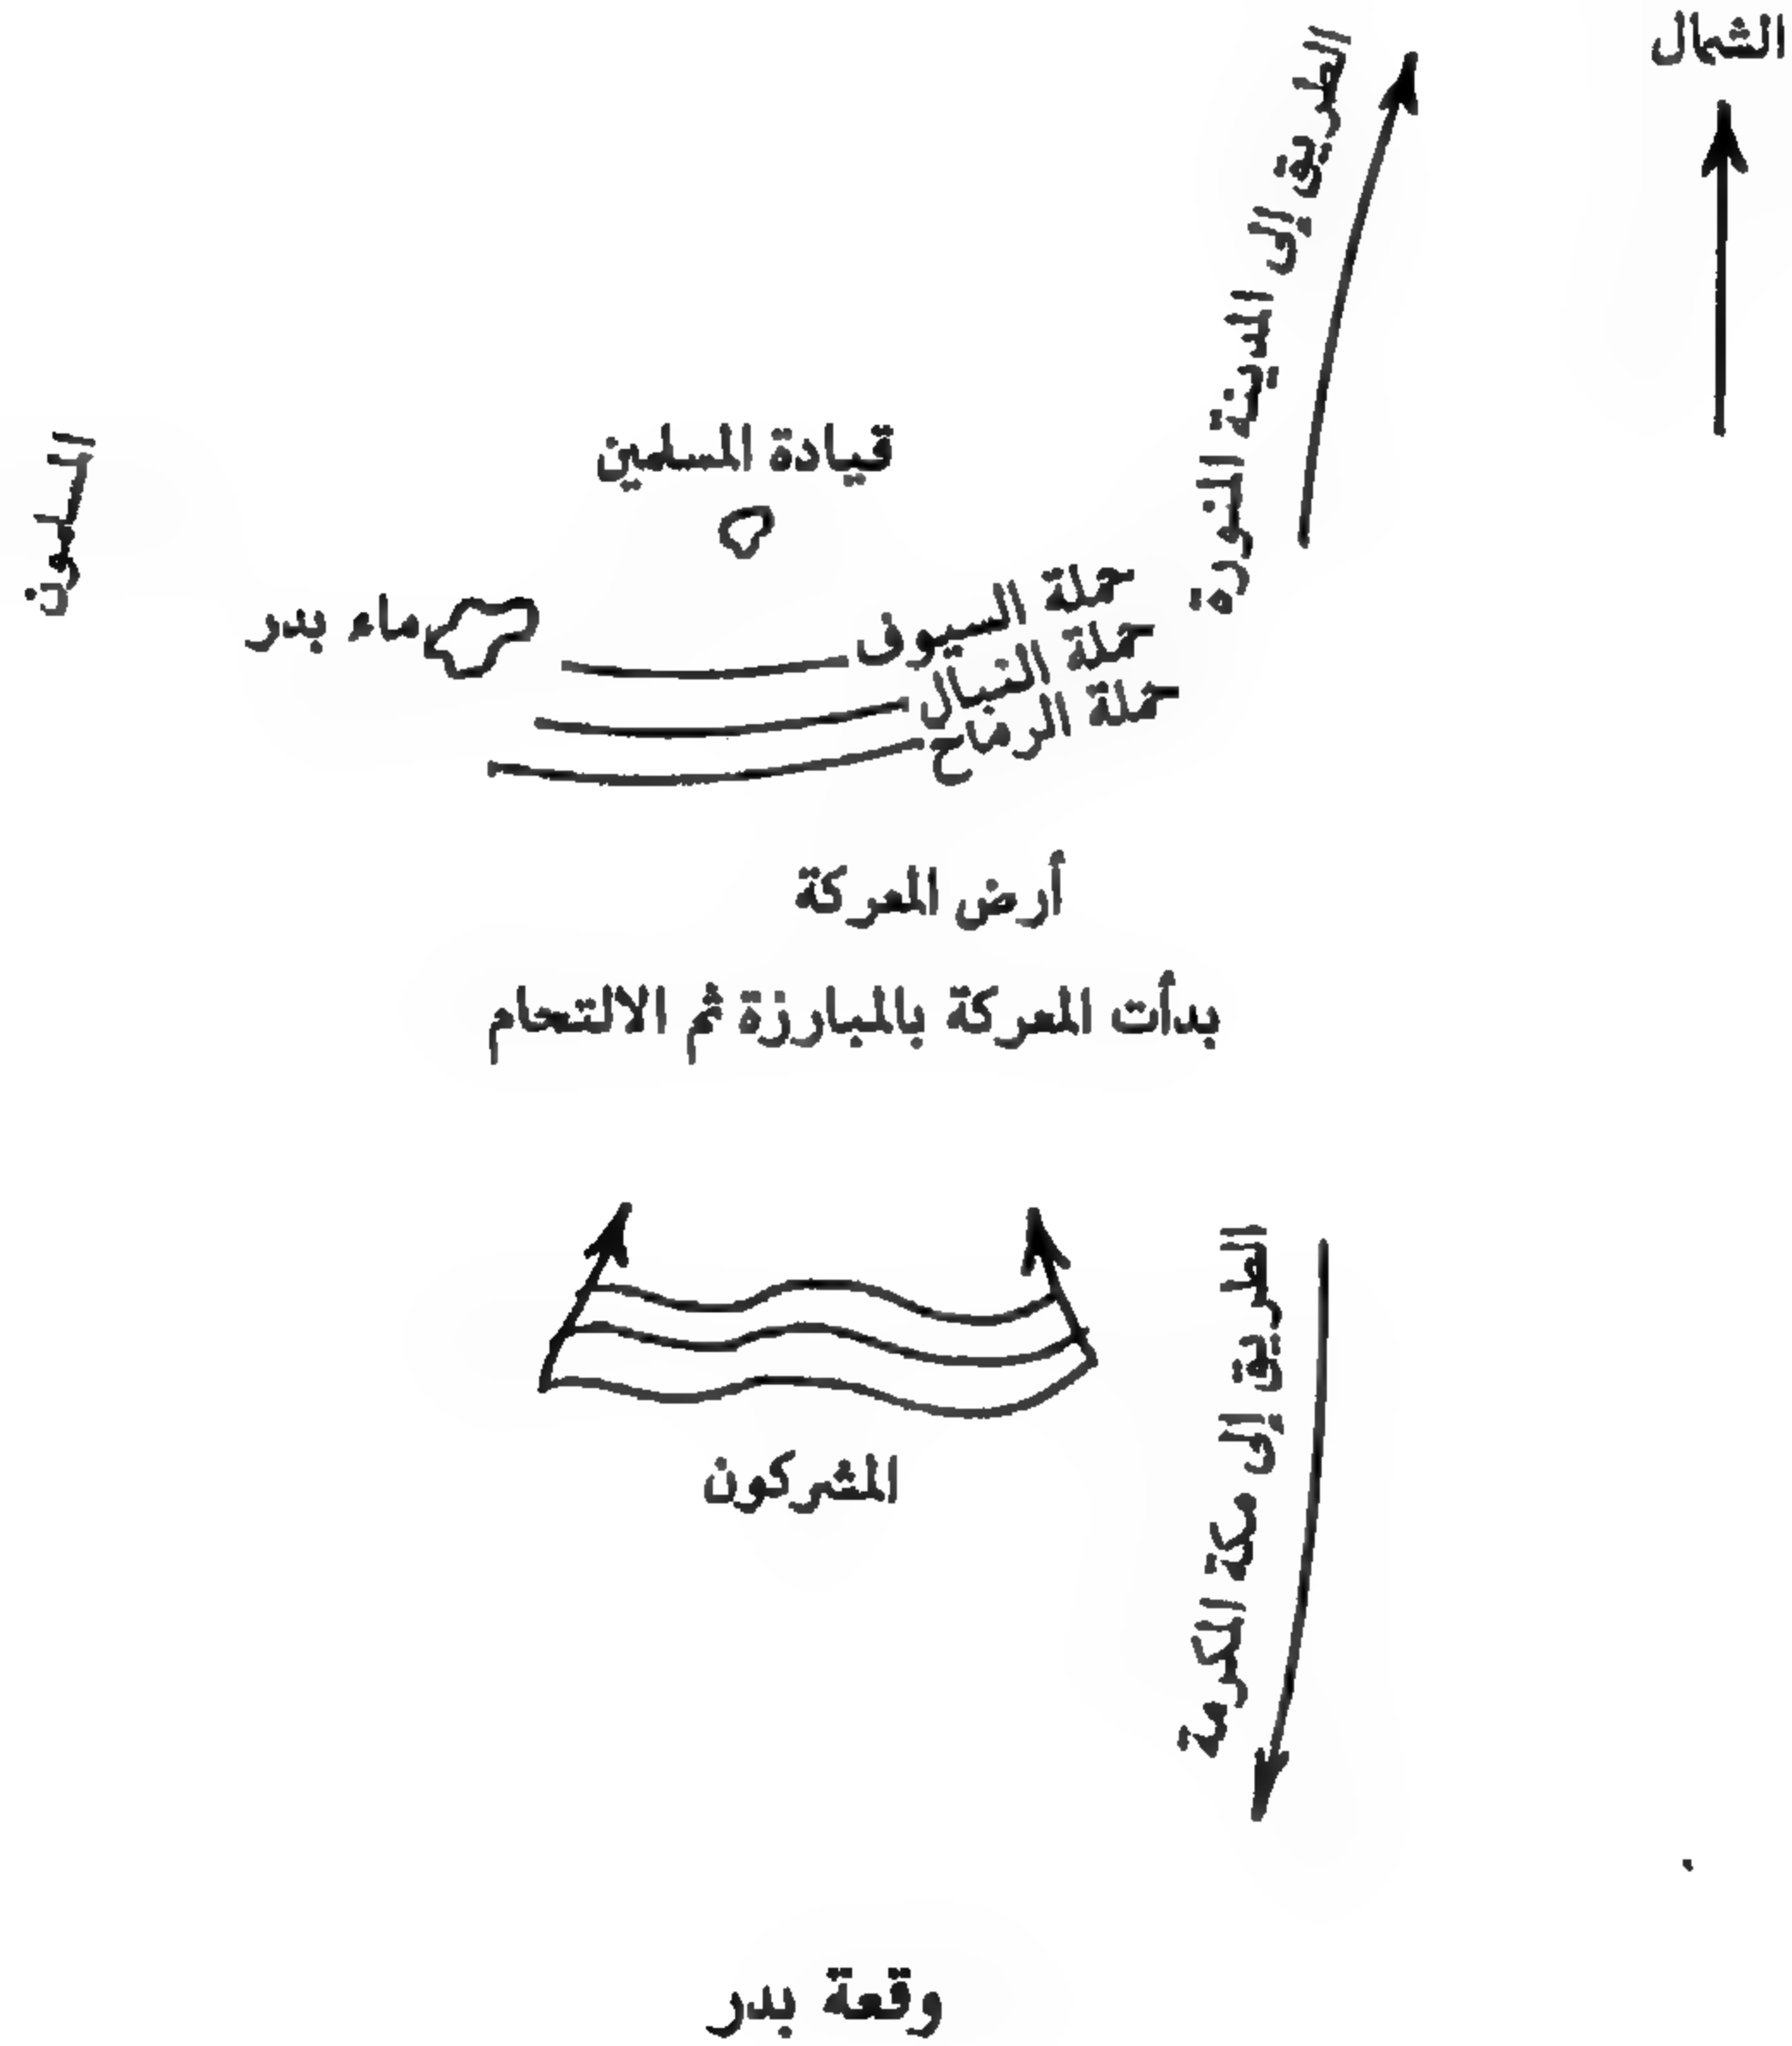 الشمال
الطريق إلى المدينة المنورة
قيادة المسلمين
المسلمون
ماء بدر
حملة السيوف
حملة النبال
حملة الرماح
أرض المعركة
بدأت المعركة بالمبارزة ثم الالتحام
الطريق إلى مكة المكرمة
المشركون
وقعة بدر